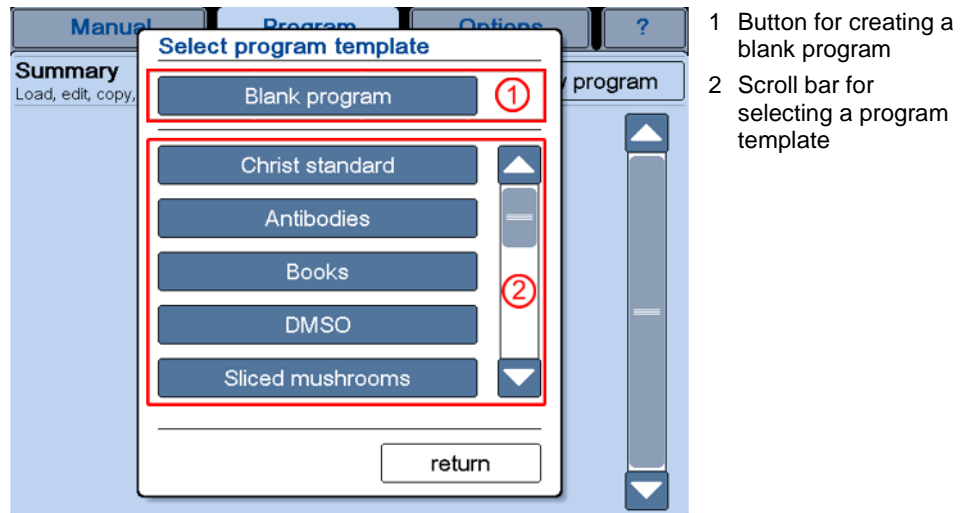 Manua Program Options ?
Select program template
Summary
Load, edit, copy, program
Blank program 1
Christ standard
Antibodies
Books
2
DMSO
Sliced mushrooms
return
1 Button for creating a
blank program
2 Scroll bar for
selecting a program
template